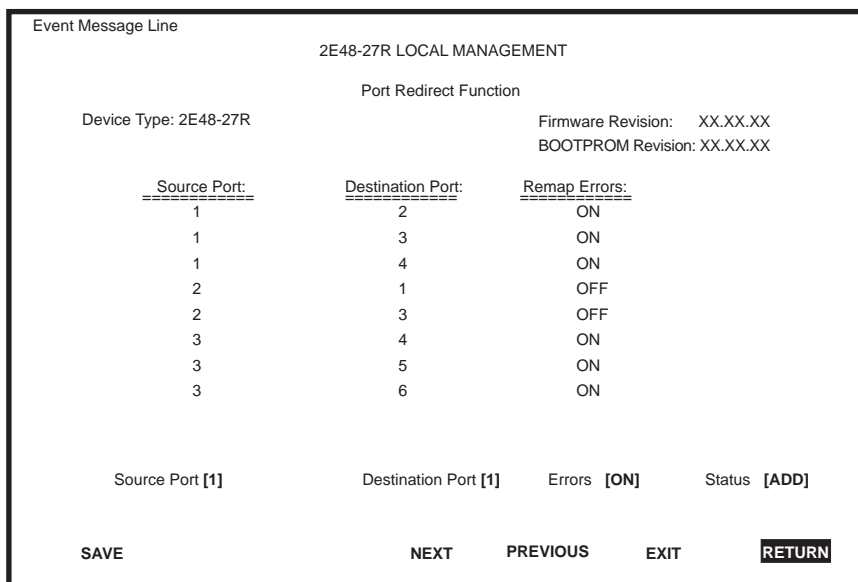 Event Message Line
2E48-27R LOCAL MANAGEMENT
Port Redirect Function
Device Type: 2E48-27R Firmware Revision: XX.XX.XX
BOOTPROM Revision: XX.XX.XX
Source Port: Destination Port: Remap Errors:
============ ============ ============
1 2 ON
1 3 ON
1 4 ON
2 1 OFF
2 3 OFF
3 4 ON
3 5 ON
3 6 ON
Source Port [1] Destination Port [1] Errors [ON] Status [ADD]
SAVE NEXT PREVIOUS EXIT RETURN